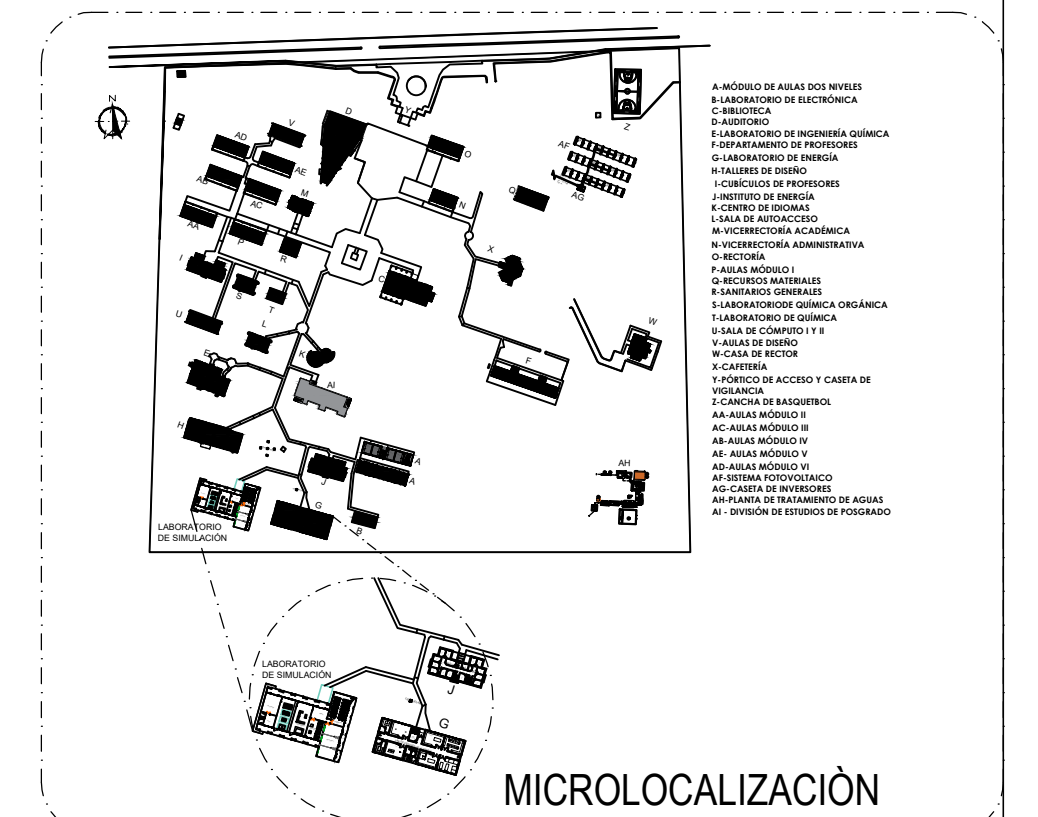 N
D
V
Y
Z
AD
O
AF
AE
AB
M
AG
Q
AC
N
AA
P
R
X
I
C
S
T
U
L
W
K
E
F
AI
H
A
AH
J
A
G
B
LABORATORIO
DE SIMULACIÓN
A-MÓDULO DE AULAS DOS NIVELES
B-LABORATORIO DE ELECTRÓNICA
C-BIBLIOTECA
D-AUDITORIO
E-LABORATORIO DE INGENIERÍA QUÍMICA
F-DEPARTAMENTO DE PROFESORES
G-LABORATORIO DE ENERGÍA
H-TALLERES DE DISEÑO
I-CUBÍCULOS DE PROFESORES
J-INSTITUTO DE ENERGÍA
K-CENTRO DE IDIOMAS
L-SALA DE AUTOACCESO
M-VICERRECTORÍA ACADÉMICA
N-VICERRECTORÍA ADMINISTRATIVA
O-RECTORÍA
P-AULAS MÓDULO I
Q-RECURSOS MATERIALES
R-SANITARIOS GENERALES
S-LABORATORIODE QUÍMICA ORGÁNICA
T-LABORATORIO DE QUÍMICA
U-SALA DE CÓMPUTO I Y II
V-AULAS DE DISEÑO
W-CASA DE RECTOR
X-CAFETERÍA
Y-PÓRTICO DE ACCESO Y CASETA DE
VIGILANCIA
Z-CANCHA DE BASQUETBOL
AA-AULAS MÓDULO II
AC-AULAS MÓDULO III
AB-AULAS MÓDULO IV
AE- AULAS MÓDULO V
AD-AULAS MÓDULO VI
AF-SISTEMA FOTOVOLTAICO
AG-CASETA DE INVERSORES
AH-PLANTA DE TRATAMIENTO DE AGUAS
AI - DIVISIÓN DE ESTUDIOS DE POSGRADO
LABORATORIO
DE SIMULACIÓN
J
G
MICROLOCALIZACIÒN